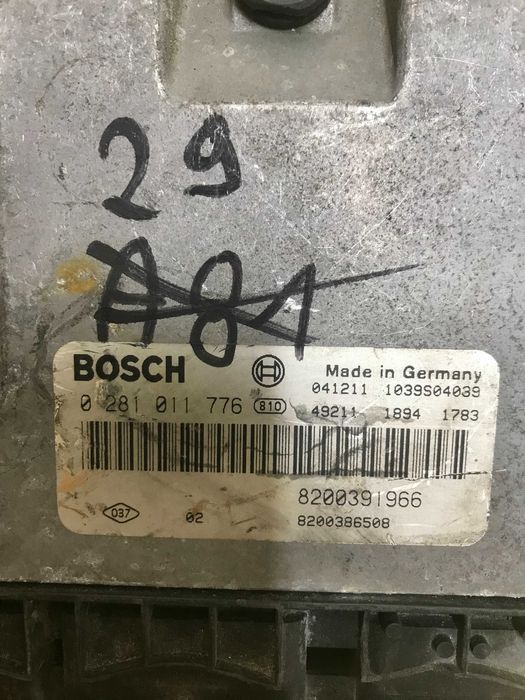 29
A81
BOSCH Made in Germany
041211 1039S04039
0 281 011 776 810 49211 1894 1783
8200391966
037 02 8200386508